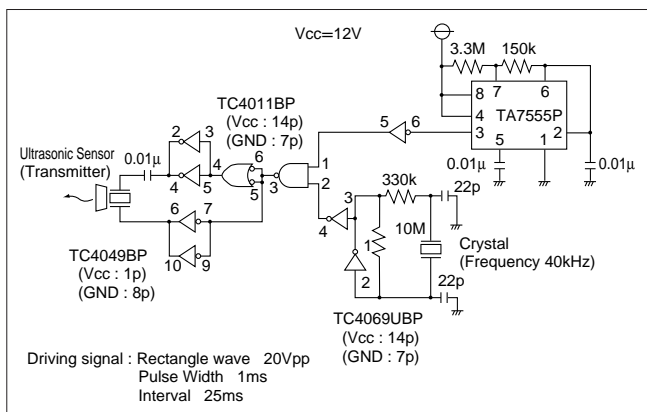 Vcc=12V
3.3M
150k
7
6
8
4
TA7555P
3
5
1
2
0.01μ
0.01μ
TC4011BP
(Vcc : 14p)
(GND : 7p)
5
6
2
3
Ultrasonic Sensor
(Transmitter)
0.01μ
4
5
4
6
5
3
1
2
6
7
10
9
TC4049BP
(Vcc : 1p)
(GND : 8p)
4
3
330k
22p
1
10M
2
Crystal
(Frequency 40kHz)
22p
TC4069UBP
(Vcc : 14p)
(GND : 7p)
Driving signal : Rectangle wave 20Vpp
Pulse Width 1ms
Interval 25ms